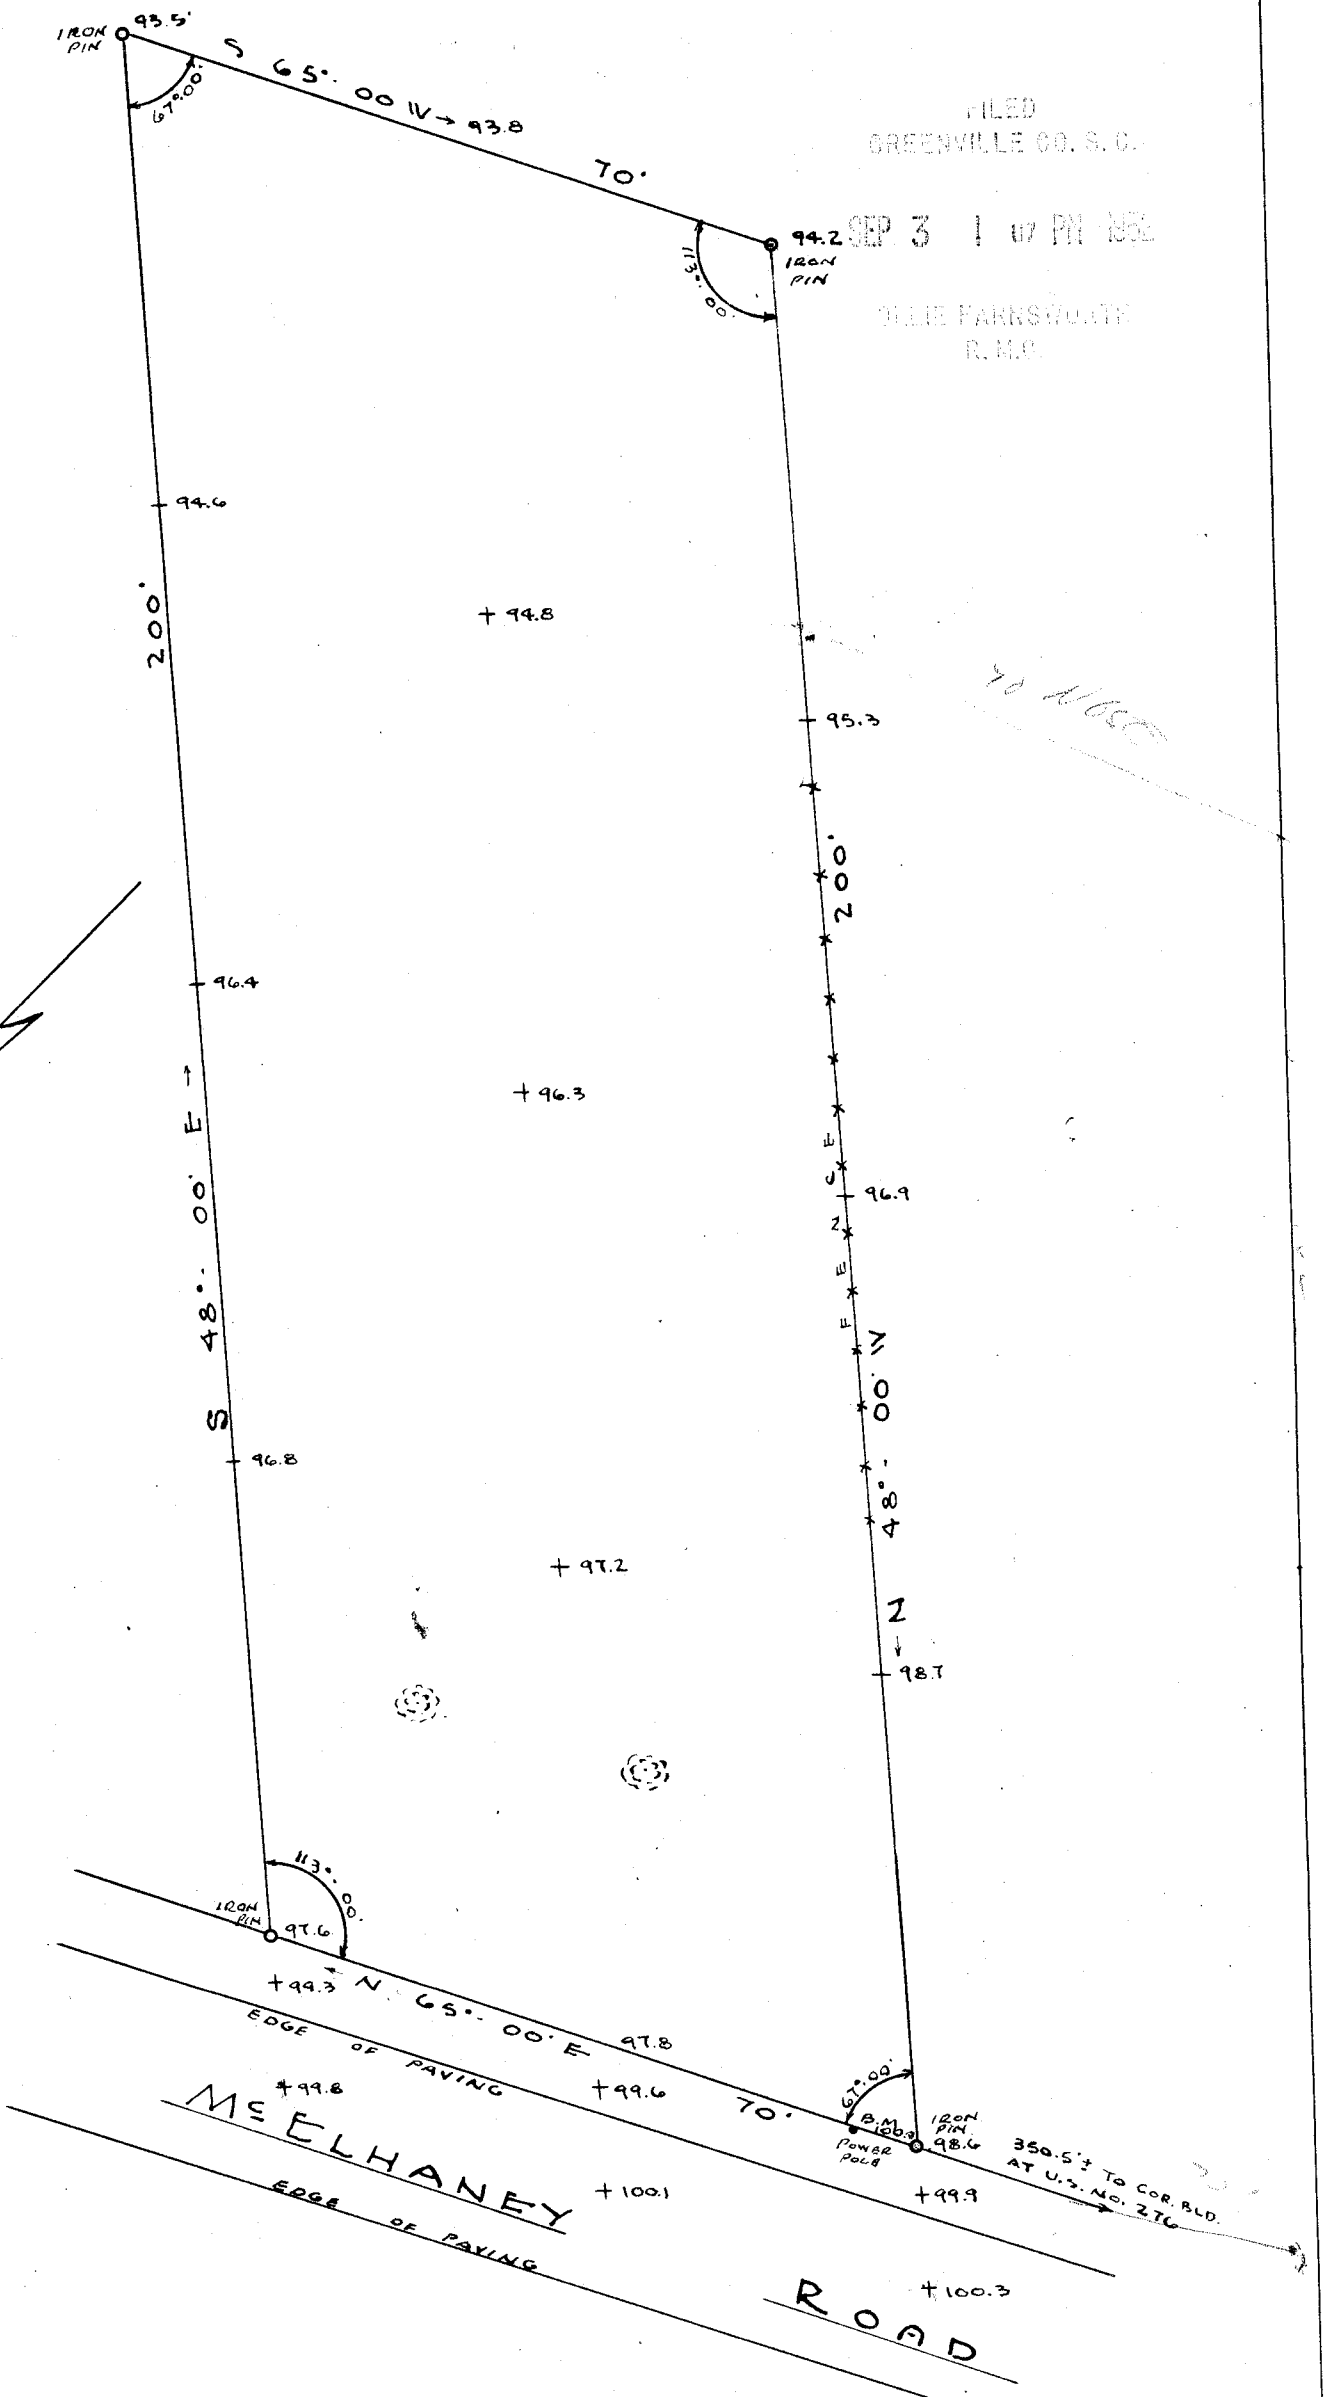 93.5'
IRON
PIN
67°.00'
S 65°. 00 W → 93.8
70'
FILED
GREENVILLE CO. S. C.
SEP 3 1 07 PM
OLLIE FARNSWORTH
R. M. C.
94.2
IRON
PIN
113°. 00.
94.6
200'
+ 94.8
95.3
200'
96.4
S 48°. 00' E →
+ 96.3
FENCE
96.9
← N 48°. 00' W
96.8
+ 97.2
98.7
113°. 00.
IRON
PIN
97.6
+99.3
← N. 65°. 00' E
97.8
70'
EDGE OF PAVING
+99.8
+99.6
67°.00'
B.M.
100.0
POWER
POLE
IRON
PIN
98.6
350.5'± TO COR. BLD.
AT U.S. NO. 276
+99.9
Mc ELHANEY ROAD
+ 100.1
EDGE OF PAVING
+ 100.3